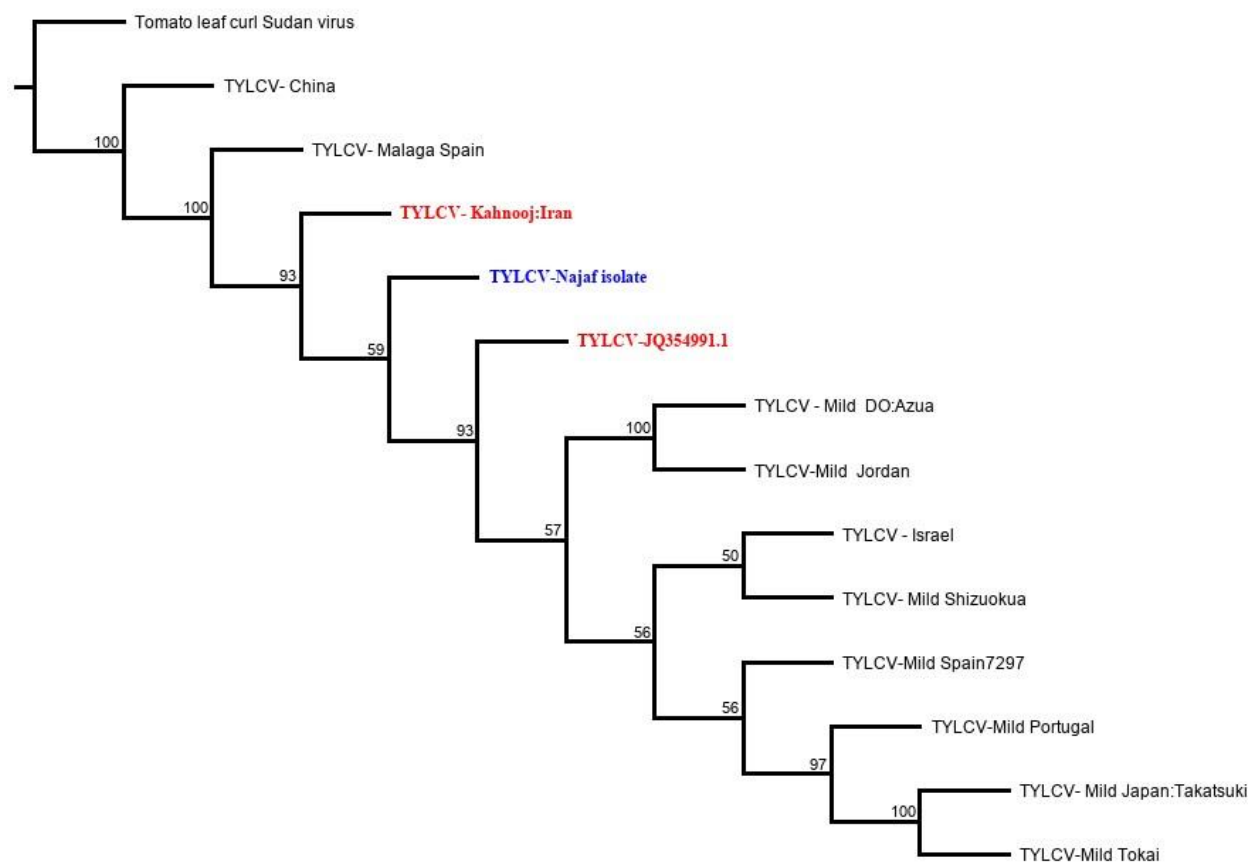 Tomato leaf curl Sudan virus
TYLCV- China
100
TYLCV- Malaga Spain
100
TYLCV- Kahnooj:Iran
93
TYLCV-Najaf isolate
59
TYLCV-JQ354991.1
93
TYLCV - Mild DO:Azua
100
TYLCV-Mild Jordan
57
TYLCV - Israel
50
TYLCV- Mild Shizuokua
56
TYLCV-Mild Spain7297
56
TYLCV-Mild Portugal
97
TYLCV- Mild Japan:Takatsuki
100
TYLCV-Mild Tokai